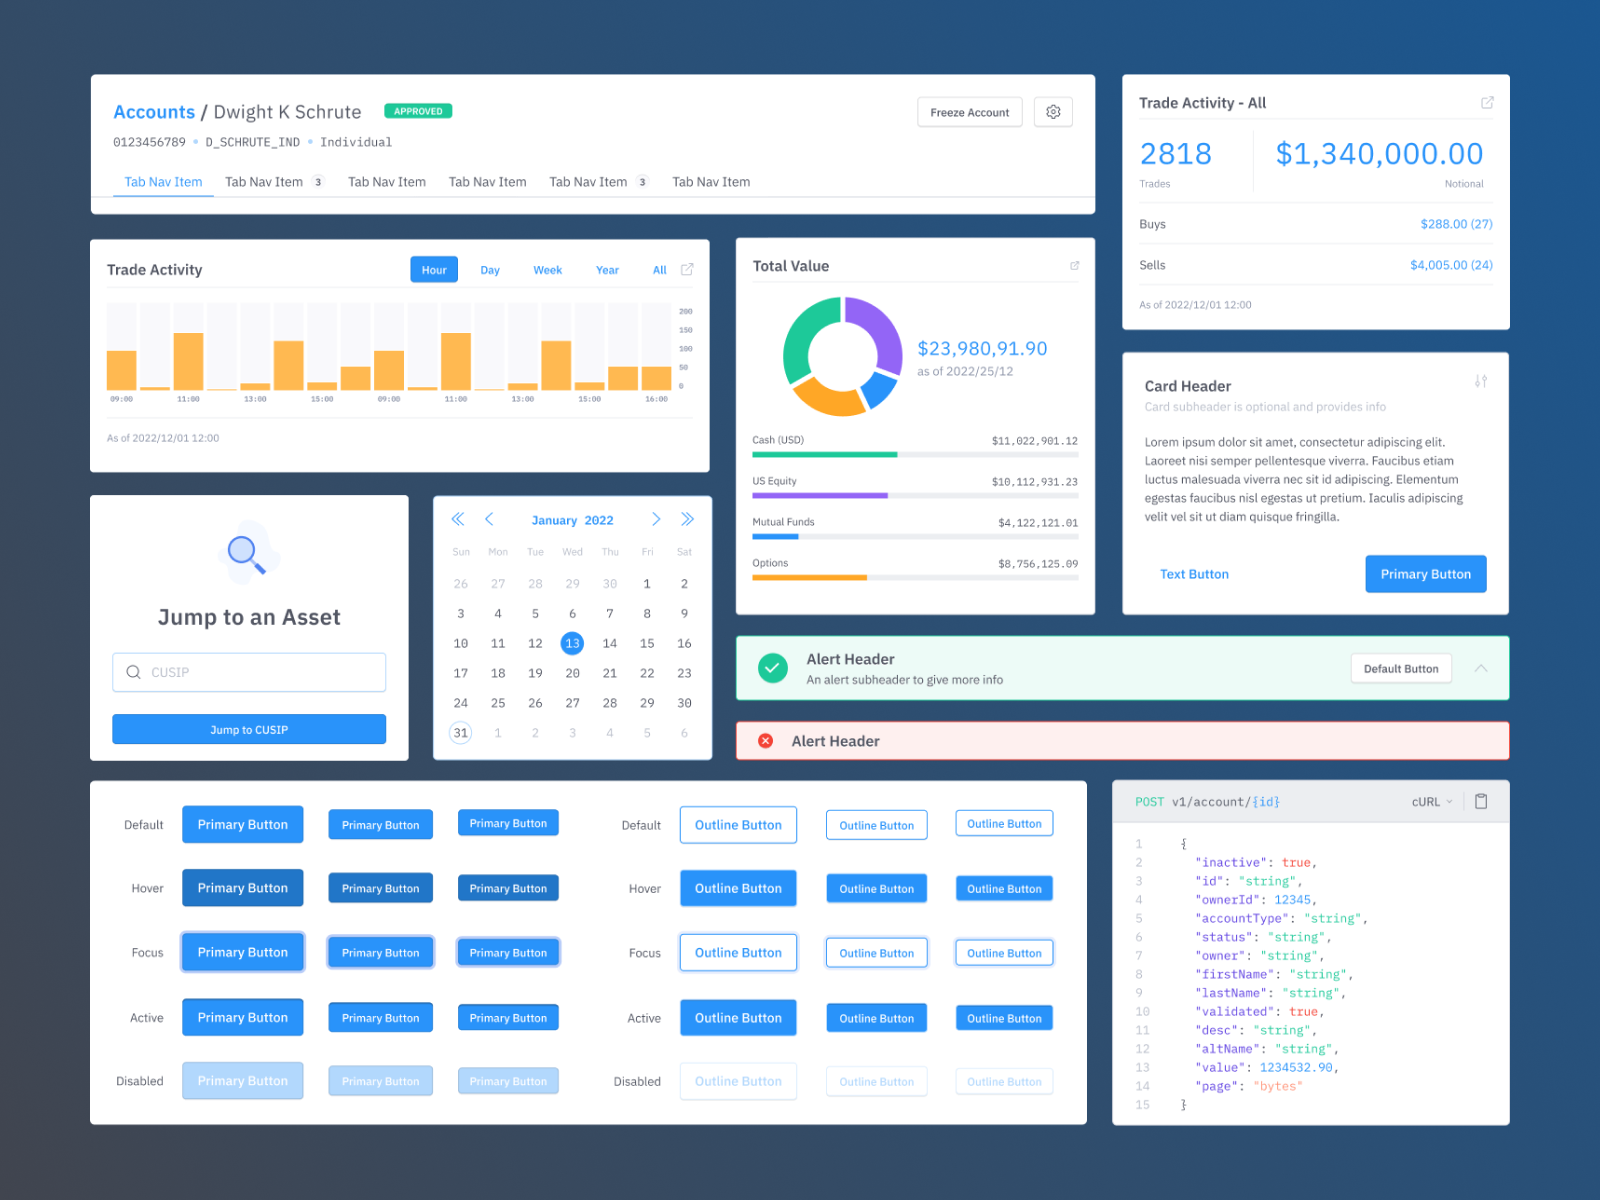 Accounts / Dwight K Schrute APPROVED
0123456789 • D_SCHRUTE_IND • Individual
Freeze Account
Tab Nav Item Tab Nav Item 3 Tab Nav Item Tab Nav Item Tab Nav Item 3 Tab Nav Item
Trade Activity - All
2818 $1,340,000.00
Trades Notional
Buys $288.00 (27)
Sells $4,005.00 (24)
As of 2022/12/01 12:00
Trade Activity
Hour Day Week Year All
200
150
100
50
0
09:00 11:00 13:00 15:00 09:00 11:00 13:00 15:00 16:00
As of 2022/12/01 12:00
Total Value
$23,980,91.90
as of 2022/25/12
Cash (USD) $11,022,901.12
US Equity $10,112,931.23
Mutual Funds $4,122,121.01
Options $8,756,125.09
Card Header
Card subheader is optional and provides info
Lorem ipsum dolor sit amet, consectetur adipiscing elit.
Laoreet nisi semper pellentesque viverra. Faucibus etiam
luctus malesuada viverra nec sit id adipiscing. Elementum
egestas faucibus nisl egestas ut pretium. Iaculis adipiscing
velit vel sit ut diam quisque fringilla.
Text Button Primary Button
Jump to an Asset
CUSIP
Jump to CUSIP
January 2022
Sun Mon Tue Wed Thu Fri Sat
26 27 28 29 30 1 2
3 4 5 6 7 8 9
10 11 12 13 14 15 16
17 18 19 20 21 22 23
24 25 26 27 28 29 30
31 1 2 3 4 5 6
Alert Header
An alert subheader to give more info
Default Button
Alert Header
Default Primary Button Primary Button Primary Button Default Outline Button Outline Button Outline Button
Hover Primary Button Primary Button Primary Button Hover Outline Button Outline Button Outline Button
Focus Primary Button Primary Button Primary Button Focus Outline Button Outline Button Outline Button
Active Primary Button Primary Button Primary Button Active Outline Button Outline Button Outline Button
Disabled Primary Button Primary Button Primary Button Disabled Outline Button Outline Button Outline Button
POST v1/account/{id} cURL
1 {
2 "inactive": true,
3 "id": "string",
4 "ownerId": 12345,
5 "accountType": "string",
6 "status": "string",
7 "owner": "string",
8 "firstName": "string",
9 "lastName": "string",
10 "validated": true,
11 "desc": "string",
12 "altName": "string",
13 "value": 1234532.90,
14 "page": "bytes"
15 }